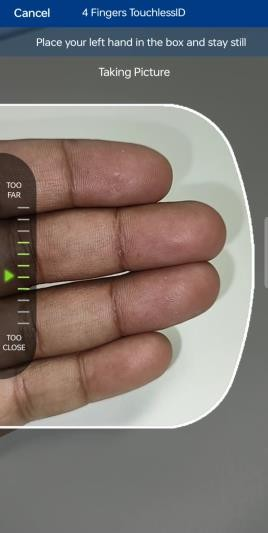 Cancel 4 Fingers TouchlessID
Place your left hand in the box and stay still
Taking Picture
TOO
FAR
TOO
CLOSE